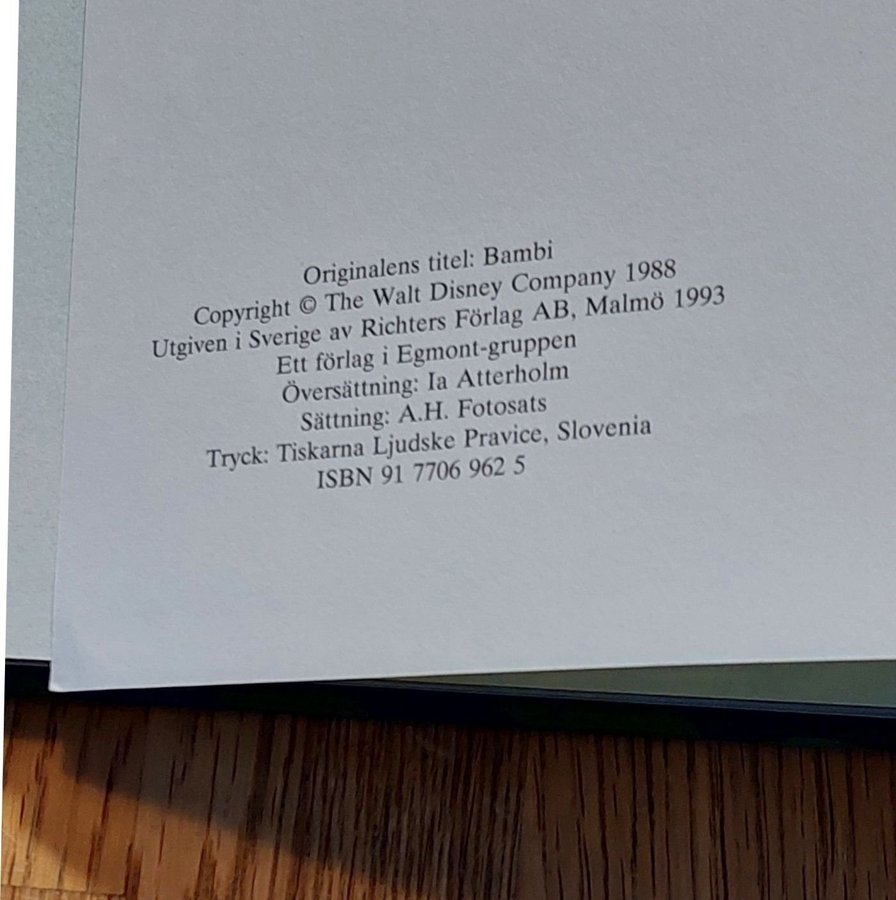 Originalens titel: Bambi
Copyright © The Walt Disney Company 1988
Utgiven i Sverige av Richters Förlag AB, Malmö 1993
Ett förlag i Egmont-gruppen
Översättning: Ia Atterholm
Sättning: A.H. Fotosats
Tryck: Tiskarna Ljudske Pravice, Slovenia
ISBN 91 7706 962 5